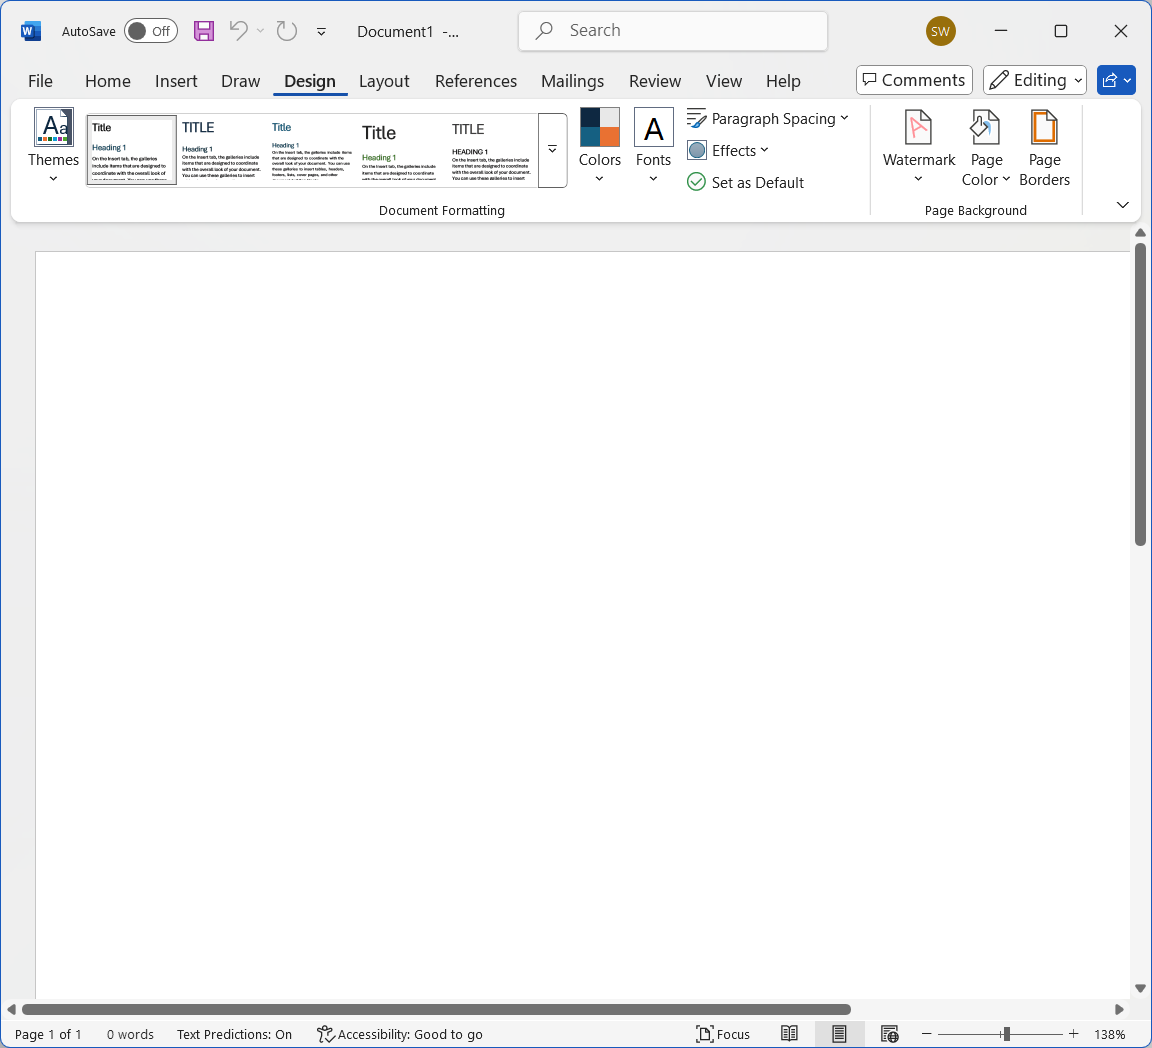 W AutoSave Off Document1 -... Search SW
File Home Insert Draw Design Layout References Mailings Review View Help Comments Editing
Aa
Themes
Title
Heading 1
On the Insert tab, the galleries
include items that are designed to
coordinate with the overall look of
TITLE
Heading 1
On the Insert tab, the galleries include
items that are designed to coordinate
with the overall look of your document.
You can use these galleries to insert
Title
Heading 1
On the Insert tab, the galleries include items
that are designed to coordinate with the
overall look of your document. You can use
these galleries to insert tables, headers,
footers, lists, cover pages, and other
Title
Heading 1
On the Insert tab, the galleries include
items that are designed to coordinate
with the overall look of your document.
TITLE
HEADING 1
On the Insert tab, the galleries include
items that are designed to coordinate
with the overall look of your document.
You can use these galleries to insert
Colors
A
Fonts
Paragraph Spacing
Effects
Set as Default
Document Formatting
A
Watermark
Page
Color
Page
Borders
Page Background
Page 1 of 1 0 words Text Predictions: On Accessibility: Good to go Focus 138%